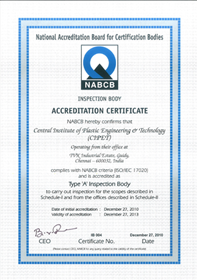 National Accreditation Board for Certification Bodies
NABCB
INSPECTION BODY
ACCREDITATION CERTIFICATE
NABCB hereby confirms that
Central Institute of Plastic Engineering & Technology
(CIPET)
Operating from their office at
TVK Industrial Estate, Guidy,
Chennai - 600032, India
complies with NABCB criteria (ISO/IEC 17020)
and is accredited as
Type 'A' Inspection Body
to carry out inspection for the scopes described in
Schedule-I and from the offices described in Schedule-II
Date of initial accreditation : December 27, 2010
Validity of accreditation : December 27, 2013
IB 004 December 27, 2010
CEO Certificate No. Date